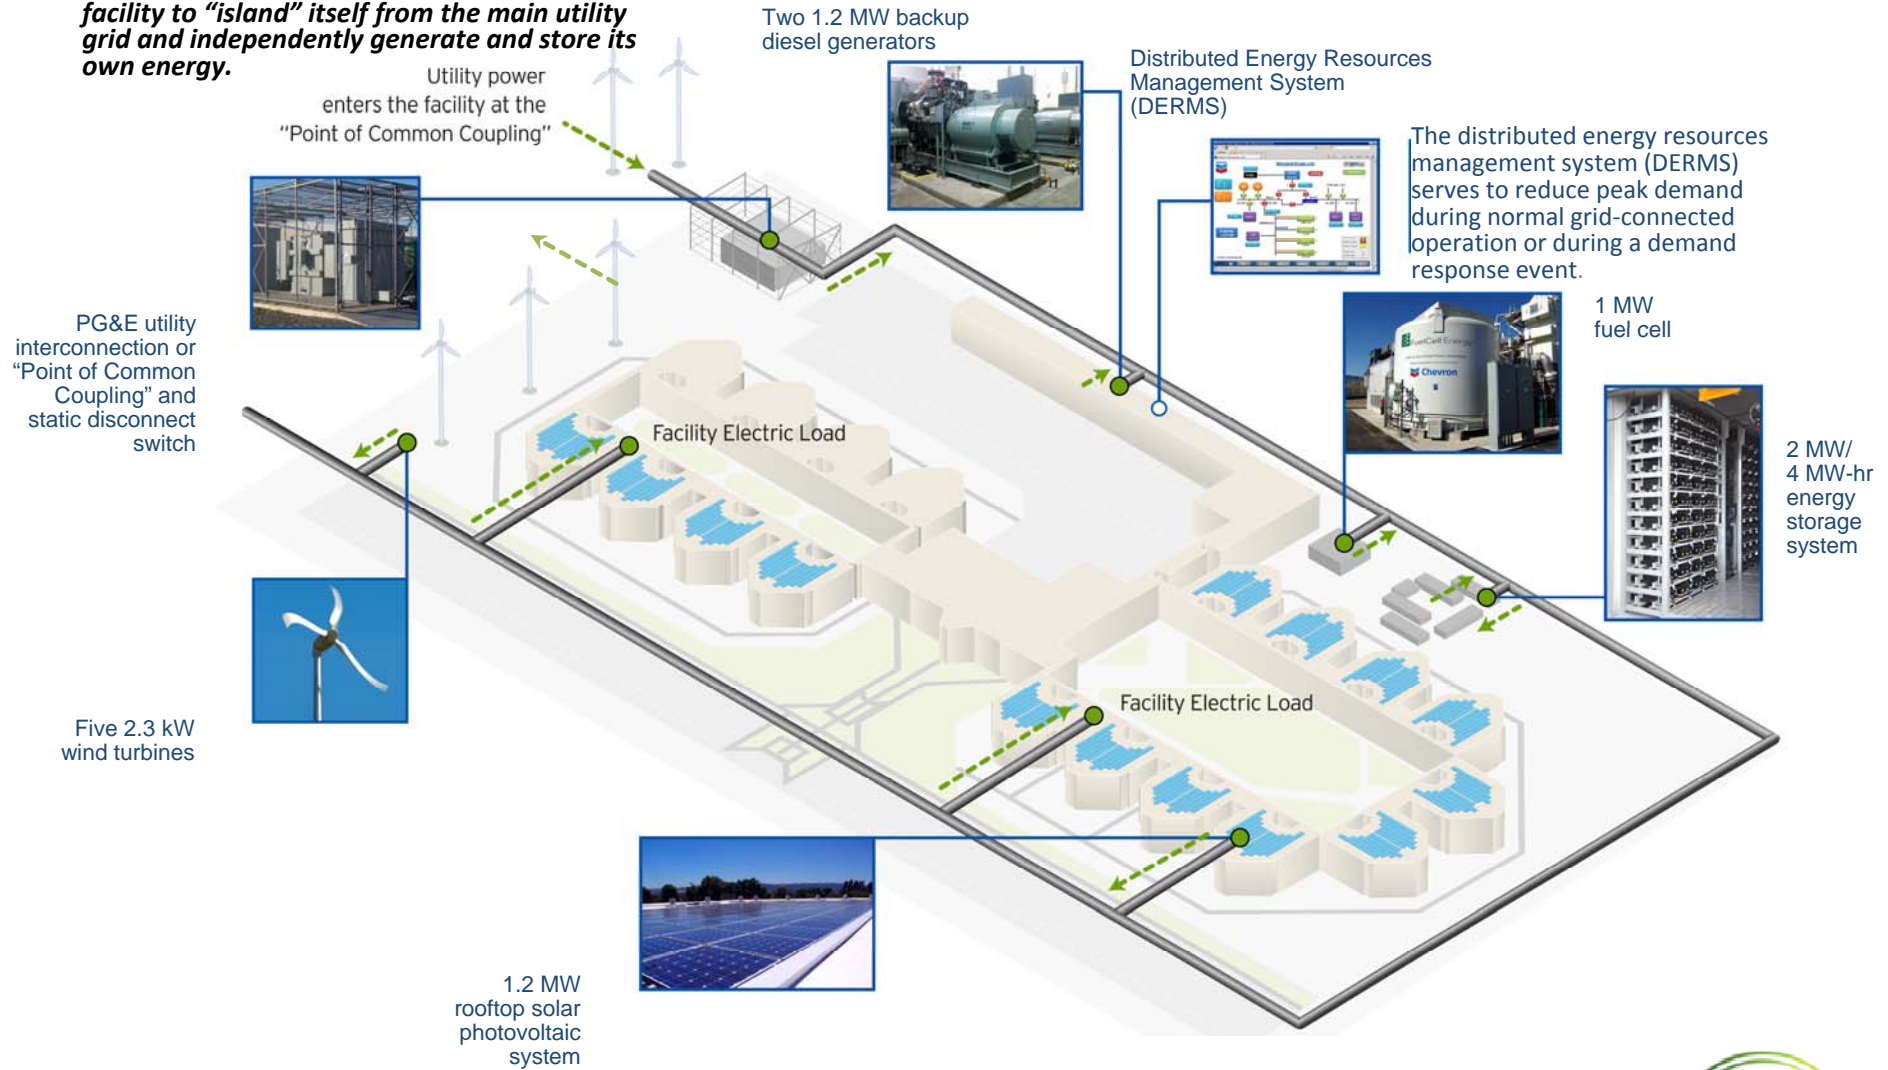 facility to “island” itself from the main utility
grid and independently generate and store its
own energy.
Utility power
enters the facility at the
“Point of Common Coupling”
Two 1.2 MW backup
diesel generators
Distributed Energy Resources
Management System
(DERMS)
The distributed energy resources
management system (DERMS)
serves to reduce peak demand
during normal grid-connected
operation or during a demand
response event.
1 MW
fuel cell
FuelCell Energy
Chevron
PG&E utility
interconnection or
“Point of Common
Coupling” and
static disconnect
switch
Facility Electric Load
2 MW/
4 MW-hr
energy
storage
system
Facility Electric Load
Five 2.3 kW
wind turbines
1.2 MW
rooftop solar
photovoltaic
system